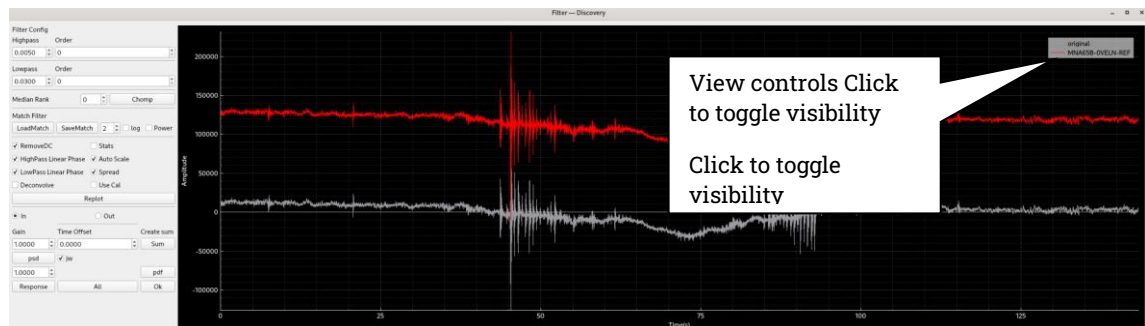 Filter — Discovery
Filter Config
Highpass Order
0.0050 0
Lowpass Order
0.0300 0
Median Rank 0 Chomp
Match Filter
LoadMatch SaveMatch 2 log Power
RemoveDC Stats
HighPass Linear Phase Auto Scale
LowPass Linear Phase Spread
Deconvolve Use Cal
Replot
In Out
Gain Time Offset Create sum
1.0000 0.0000 Sum
psd jw
1.0000 pdf
Response All Ok
Amplitude
200000
150000
100000
50000
0
-50000
-100000
0 25 50 75 100 125
Time(s)
original
MNA65B-0VELN-REF
View controls Click
to toggle visibility
Click to toggle
visibility